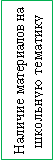 Наличие материалов на
школьную тематику